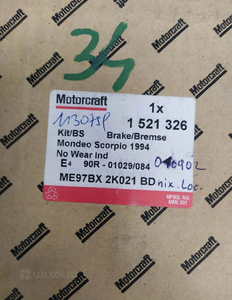 34
Motorcraft
1x
113075P
1 521 326
Kit/BS Brake/Bremse
Mondeo Scorpio 1994
No Wear Ind
E4 90R - 01029/084
ME97BX 2K021 BD
nix. Loc.